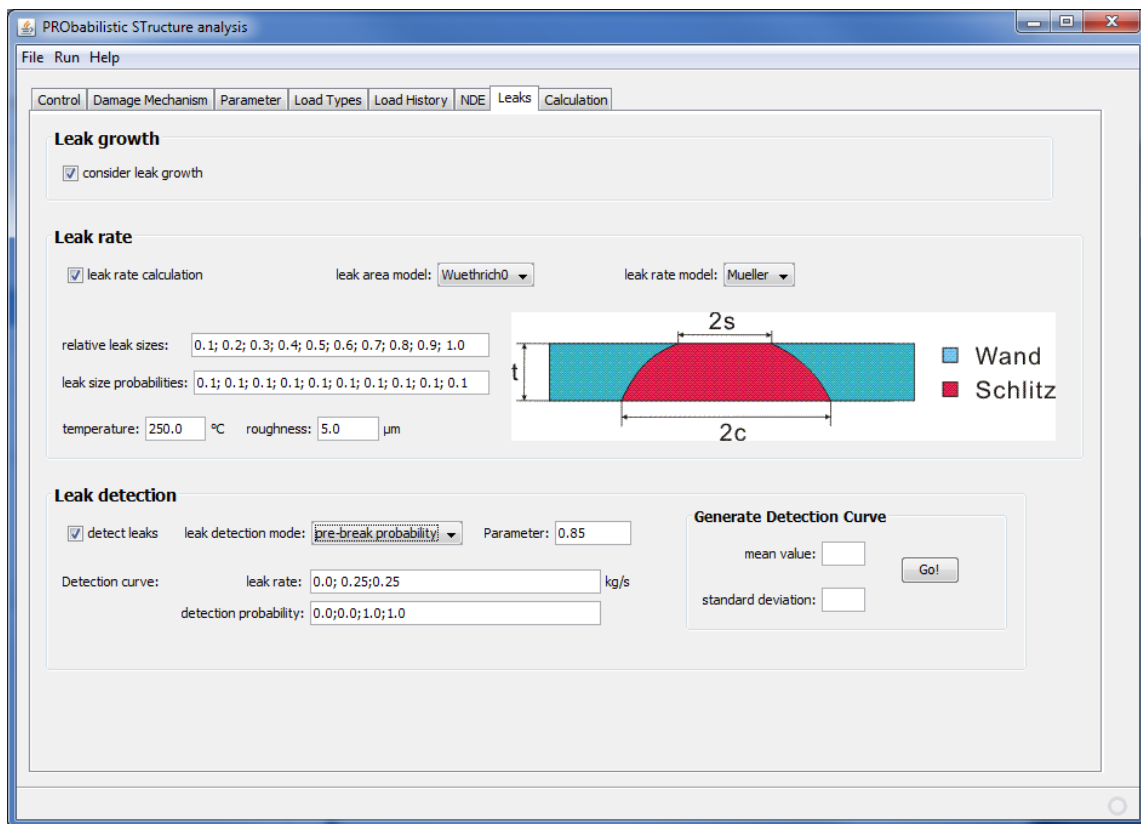 PRObabilistic STructure analysis
File Run Help
Control Damage Mechanism Parameter Load Types Load History NDE Leaks Calculation
Leak growth
consider leak growth
Leak rate
leak rate calculation leak area model: Wuethrich0 leak rate model: Mueller
relative leak sizes: 0.1; 0.2; 0.3; 0.4; 0.5; 0.6; 0.7; 0.8; 0.9; 1.0
leak size probabilities: 0.1; 0.1; 0.1; 0.1; 0.1; 0.1; 0.1; 0.1; 0.1; 0.1
temperature: 250.0 °C roughness: 5.0 µm
2s
t
2c
Wand
Schlitz
Leak detection
detect leaks leak detection mode: pre-break probability Parameter: 0.85
Detection curve: leak rate: 0.0; 0.25;0.25 kg/s
detection probability: 0.0;0.0;1.0;1.0
Generate Detection Curve
mean value:
Go!
standard deviation: